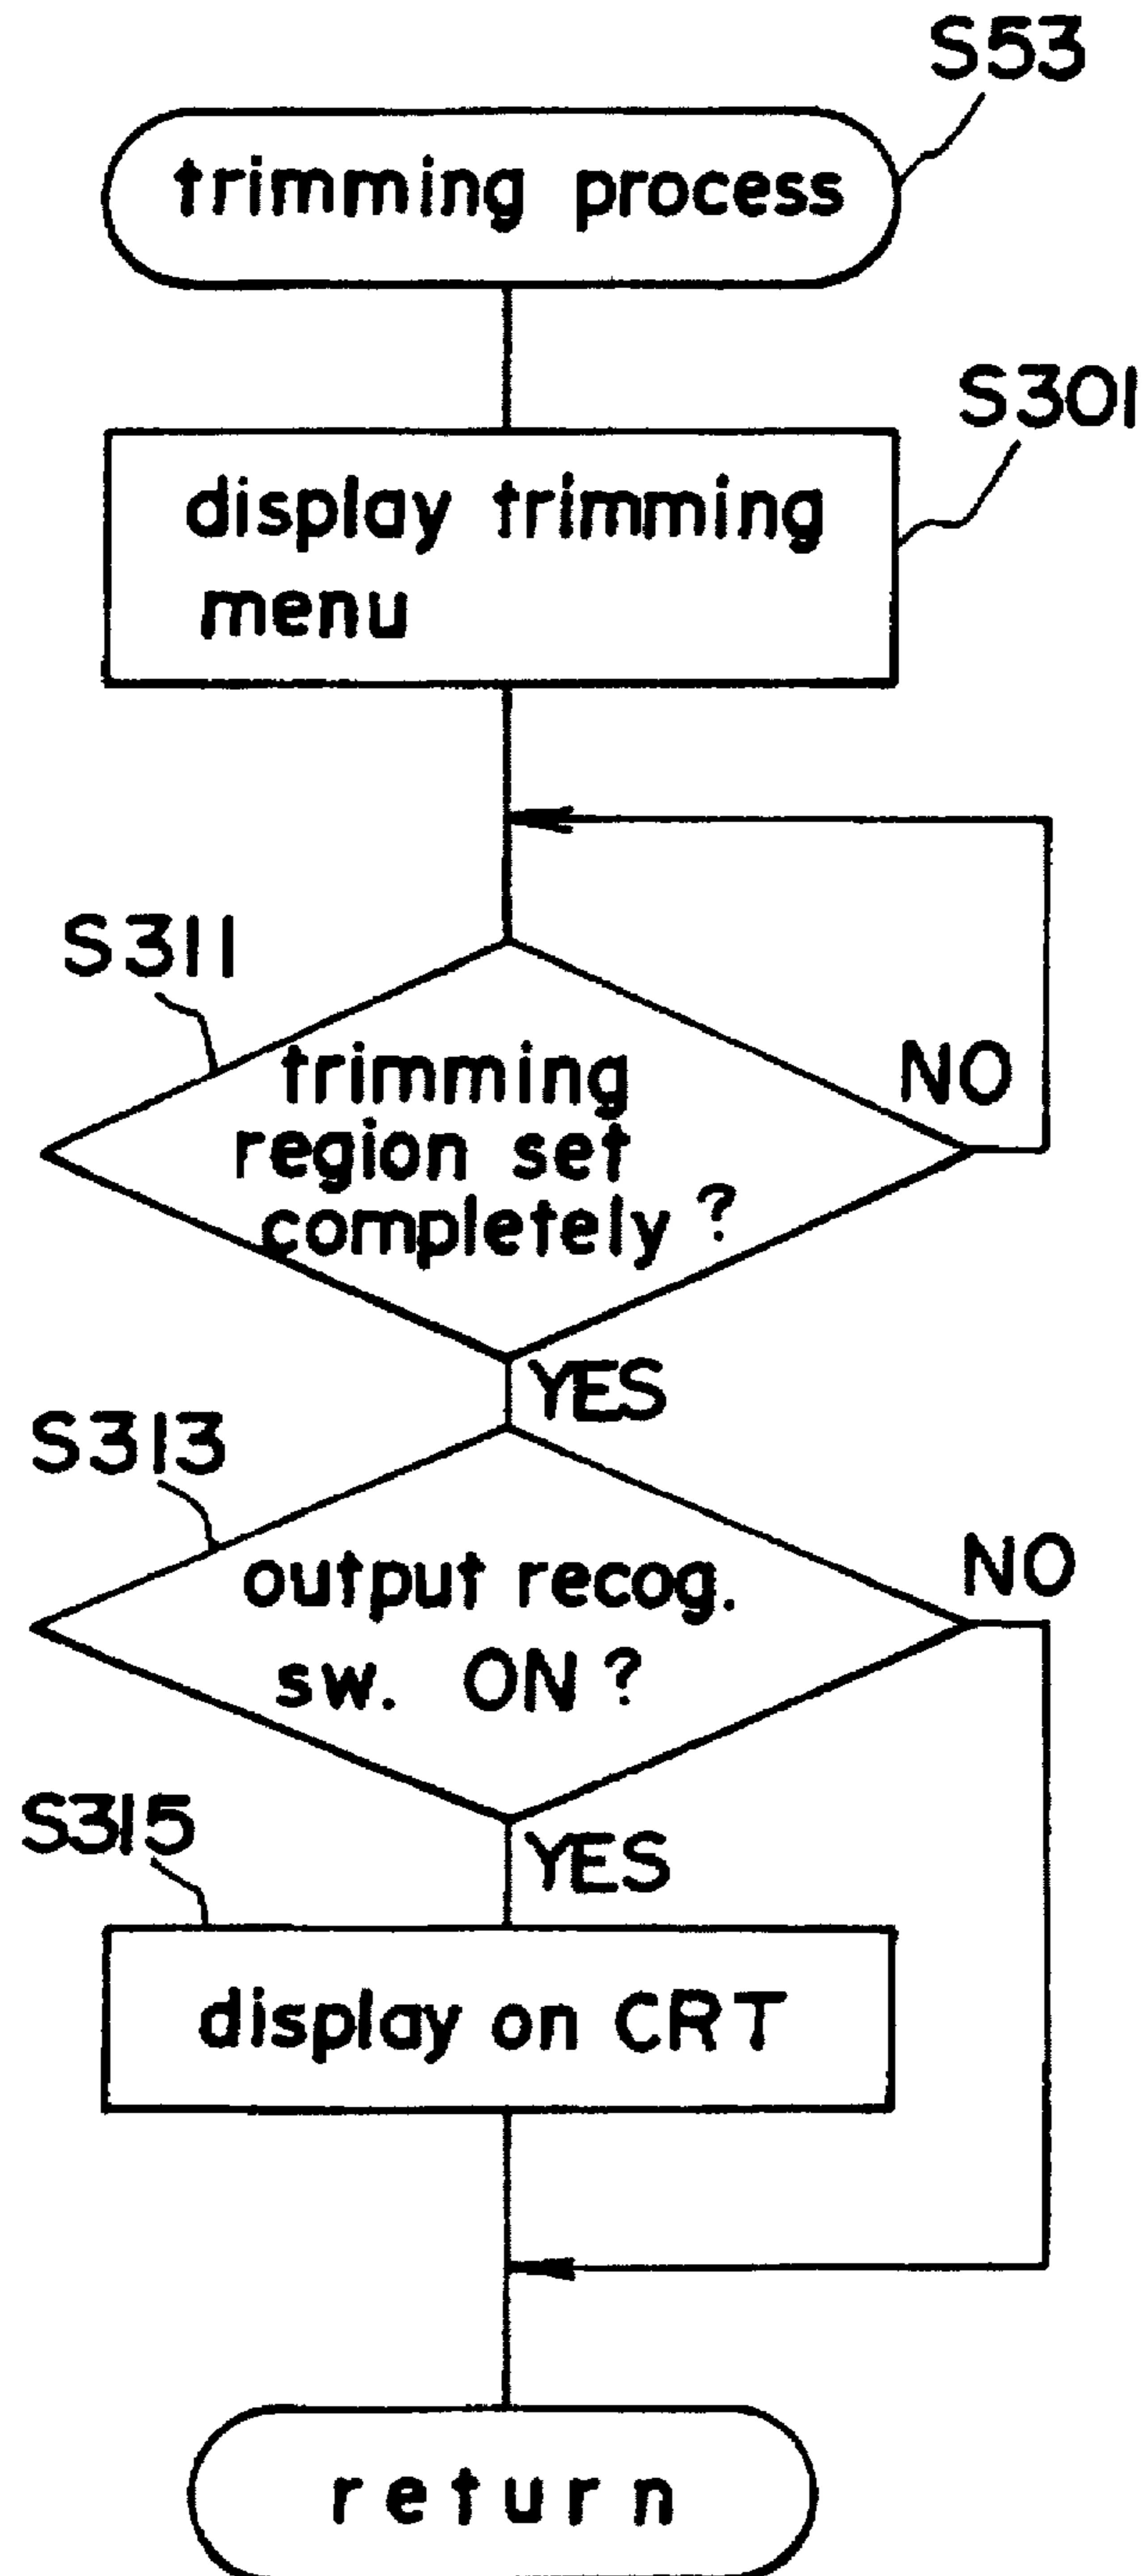 S53
trimming process
S301
display trimming
menu
S311
trimming
region set
completely ?
NO
YES
S313
output recog.
sw. ON ?
NO
S315
YES
display on CRT
return